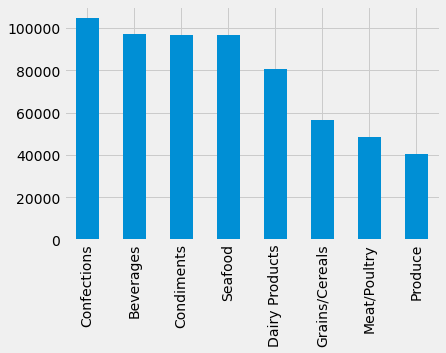 100000
80000
60000
40000
20000
0
Confections
Beverages
Condiments
Seafood
Dairy Products
Grains/Cereals
Meat/Poultry
Produce